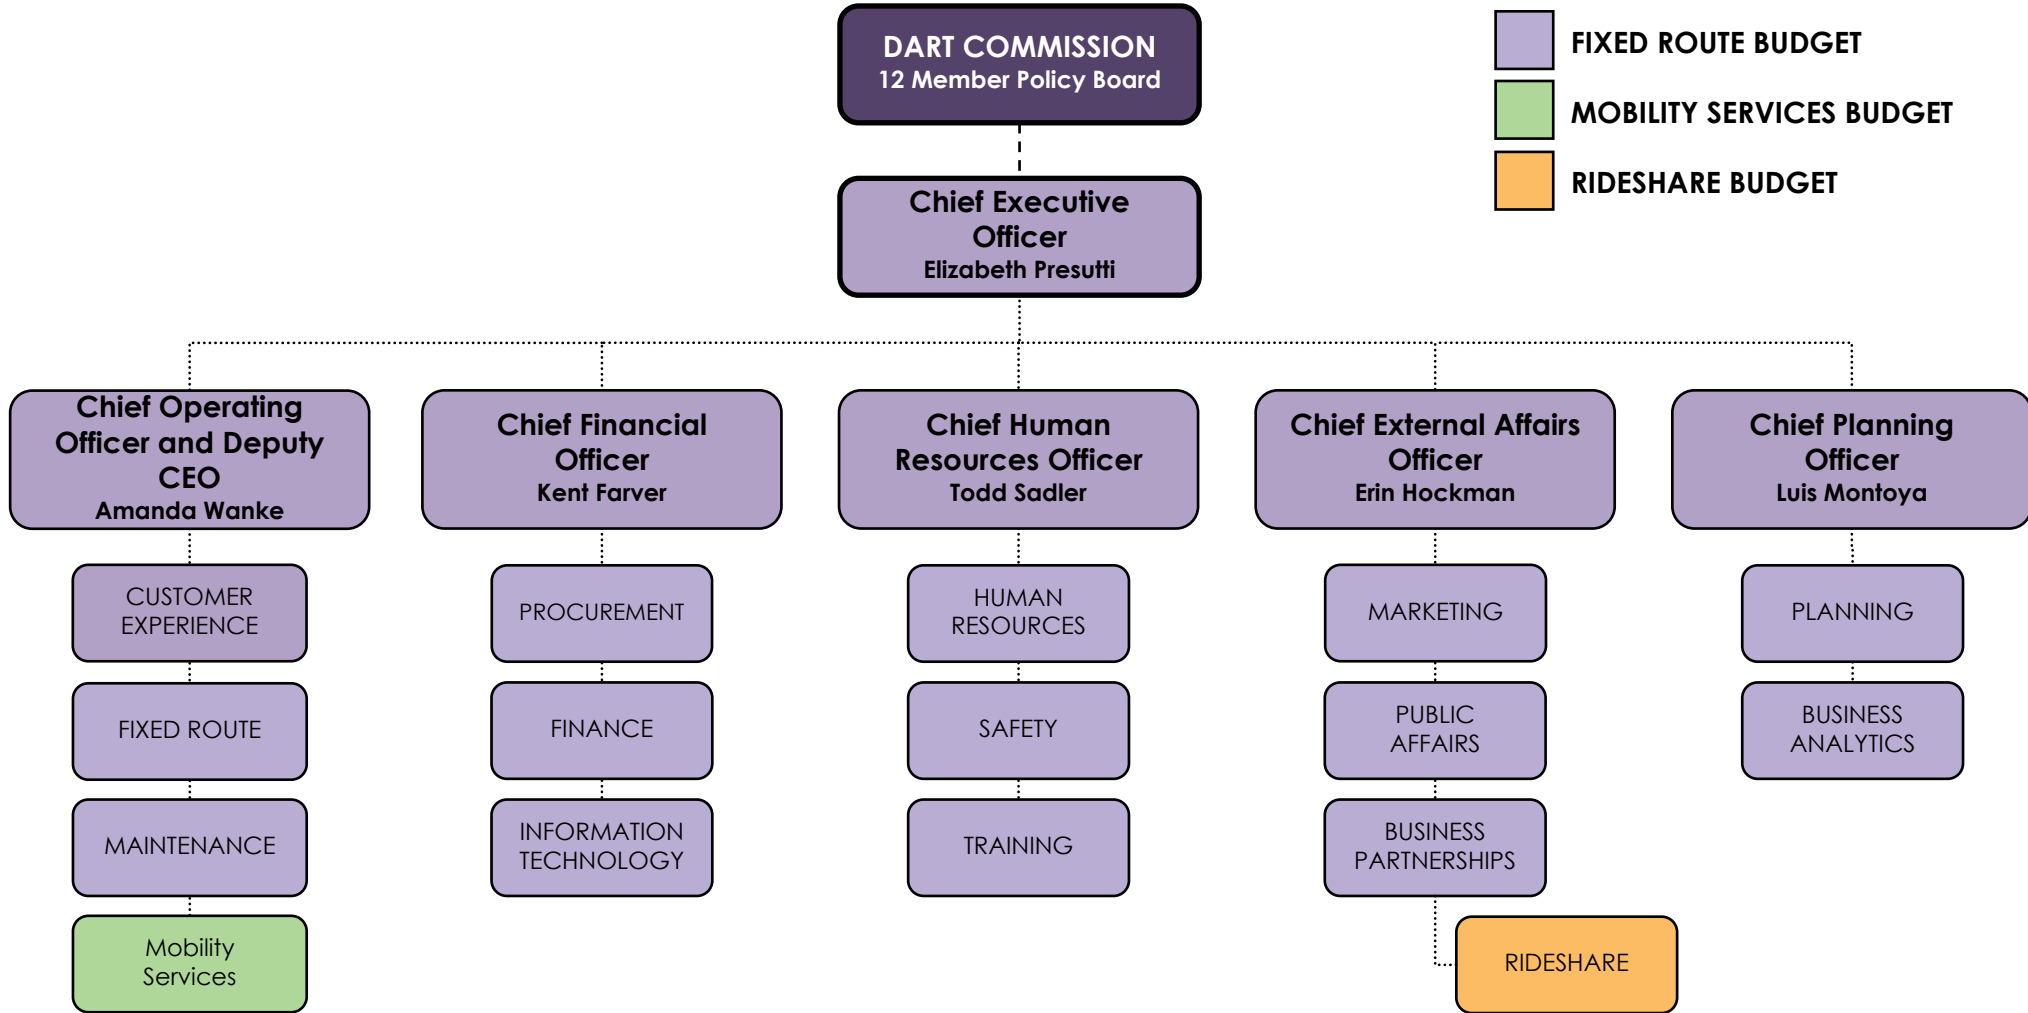 DART COMMISSION
12 Member Policy Board
FIXED ROUTE BUDGET
MOBILITY SERVICES BUDGET
RIDESHARE BUDGET
Chief Executive
Officer
Elizabeth Presutti
Chief Operating
Officer and Deputy
CEO
Amanda Wanke
Chief Financial
Officer
Kent Farver
Chief Human
Resources Officer
Todd Sadler
Chief External Affairs
Officer
Erin Hockman
Chief Planning
Officer
Luis Montoya
CUSTOMER
EXPERIENCE
FIXED ROUTE
MAINTENANCE
Mobility
Services
PROCUREMENT
FINANCE
INFORMATION
TECHNOLOGY
HUMAN
RESOURCES
SAFETY
TRAINING
MARKETING
PUBLIC
AFFAIRS
BUSINESS
PARTNERSHIPS
RIDESHARE
PLANNING
BUSINESS
ANALYTICS